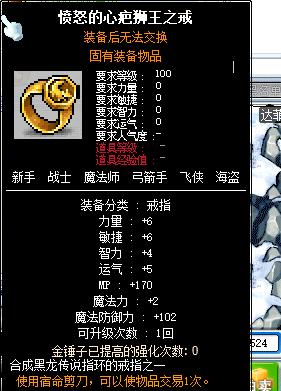 愤怒的心疤狮王之戒
装备后无法交换
固有装备物品
要求等级： 100
要求力量： 0
要求敏捷： 0
要求智力： 0
要求运气： 0
要求人气度： -
道具等级： -
道具经验值： -
新手 战士 魔法师 弓箭手 飞侠 海盗
装备分类 : 戒指
力量 : +6
敏捷 : +6
智力 : +4
运气 : +5
MP : +170
魔法力 : +2
魔法防御力 : +102
可升级次数 : 1回
金锤子已提高的强化次数: 0
合成黑龙传说指环的戒指之一
使用宿命剪刀，可以使物品交易1次。
达菲
524
卖